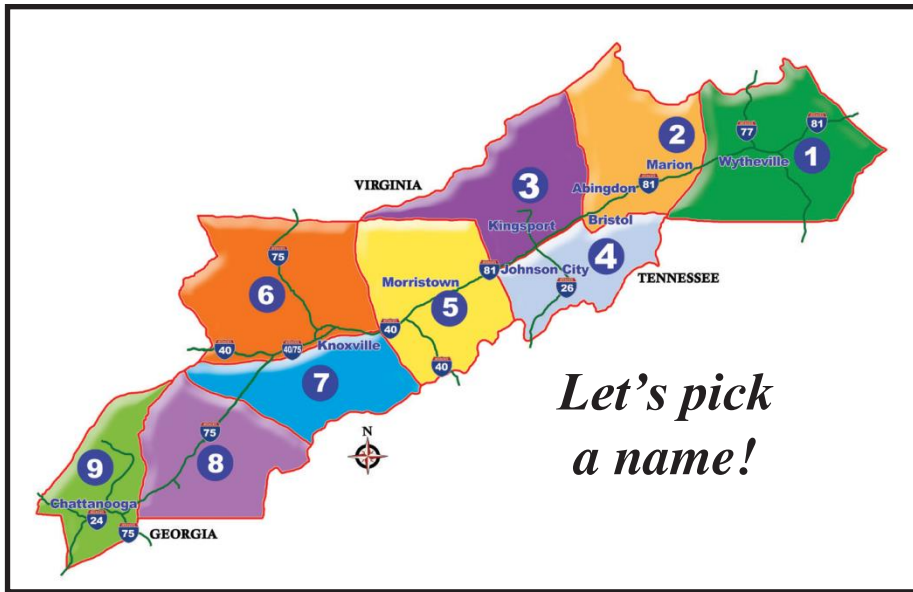 77
81
2
1
Marion
Wytheville
3
VIRGINIA
Abingdon
81
Kingsport
Bristol
4
75
81
Johnson City
TENNESSEE
Morristown
26
6
5
40
40
40/75
Knoxville
40
7
Let's pick
a name!
N
75
8
9
Chattanooga
24
75
GEORGIA